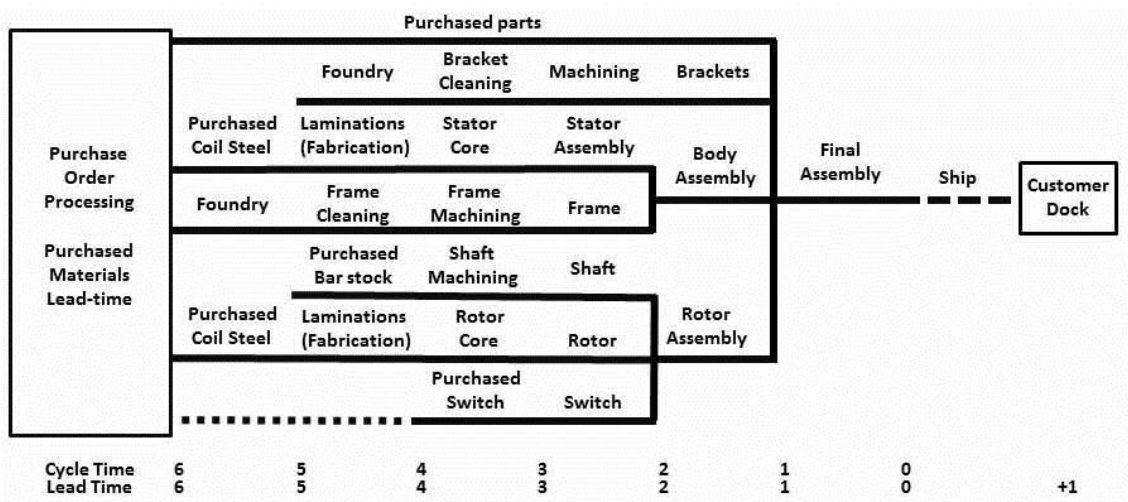 Purchased parts
Foundry
Bracket
Cleaning
Machining
Brackets
Purchased
Coil Steel
Laminations
(Fabrication)
Stator
Core
Stator
Assembly
Purchase
Order
Processing
Purchased
Materials
Lead-time
Body
Assembly
Final
Assembly
Ship
Customer
Dock
Foundry
Frame
Cleaning
Frame
Machining
Frame
Purchased
Bar stock
Shaft
Machining
Shaft
Purchased
Coil Steel
Laminations
(Fabrication)
Rotor
Core
Rotor
Rotor
Assembly
Purchased
Switch
Switch
Cycle Time 6 5 4 3 2 1 0
Lead Time 6 5 4 3 2 1 0 +1